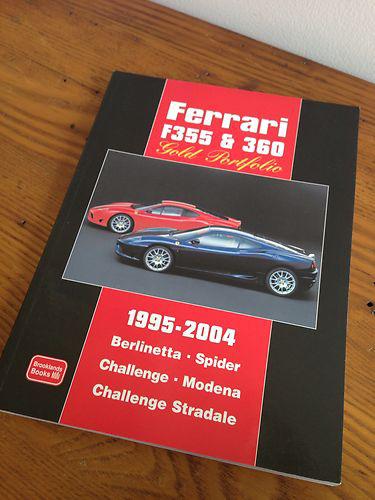 Ferrari
F355 & 360
Gold Portfolio
1995-2004
Berlinetta · Spider
Challenge · Modena
Challenge Stradale
Brooklands
Books